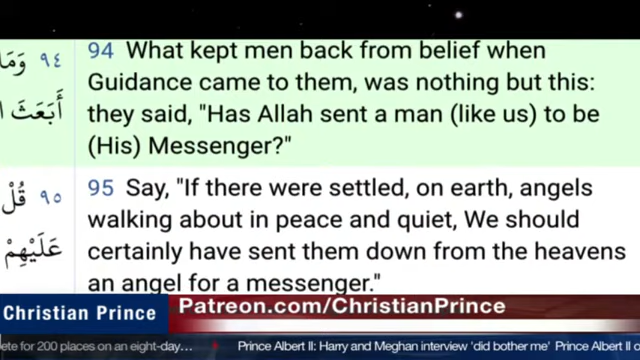 94 What kept men back from belief when
Guidance came to them, was nothing but this:
they said, "Has Allah sent a man (like us) to be
(His) Messenger?"
٩٤ وَمَا
أَبَعَثَ
95 Say, "If there were settled, on earth, angels
walking about in peace and quiet, We should
certainly have sent them down from the heavens
an angel for a messenger."
٩٥ قُلْ
عَلَيْهِمْ
Patreon.com/ChristianPrince
Christian Prince
ete for 200 places on an eight-day… Prince Albert II: Harry and Meghan interview 'did bother me' Prince Albert II